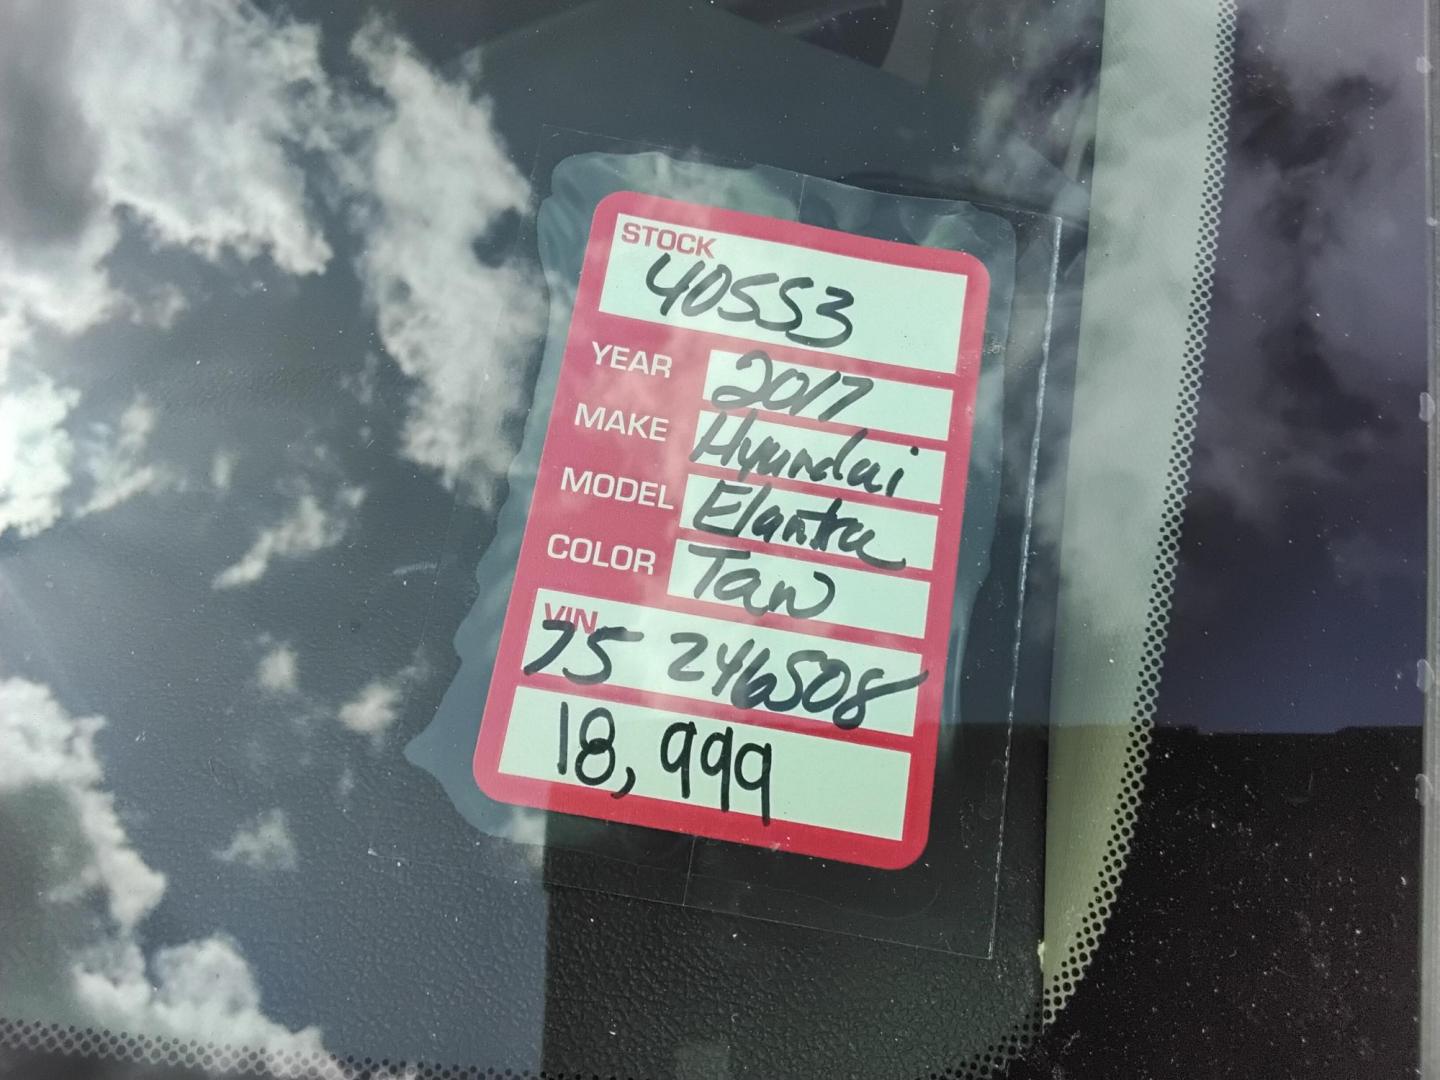 STOCK
40553
YEAR 2017
MAKE Hyundai
MODEL Elantra
COLOR Tan
VIN
75 246508
18,999